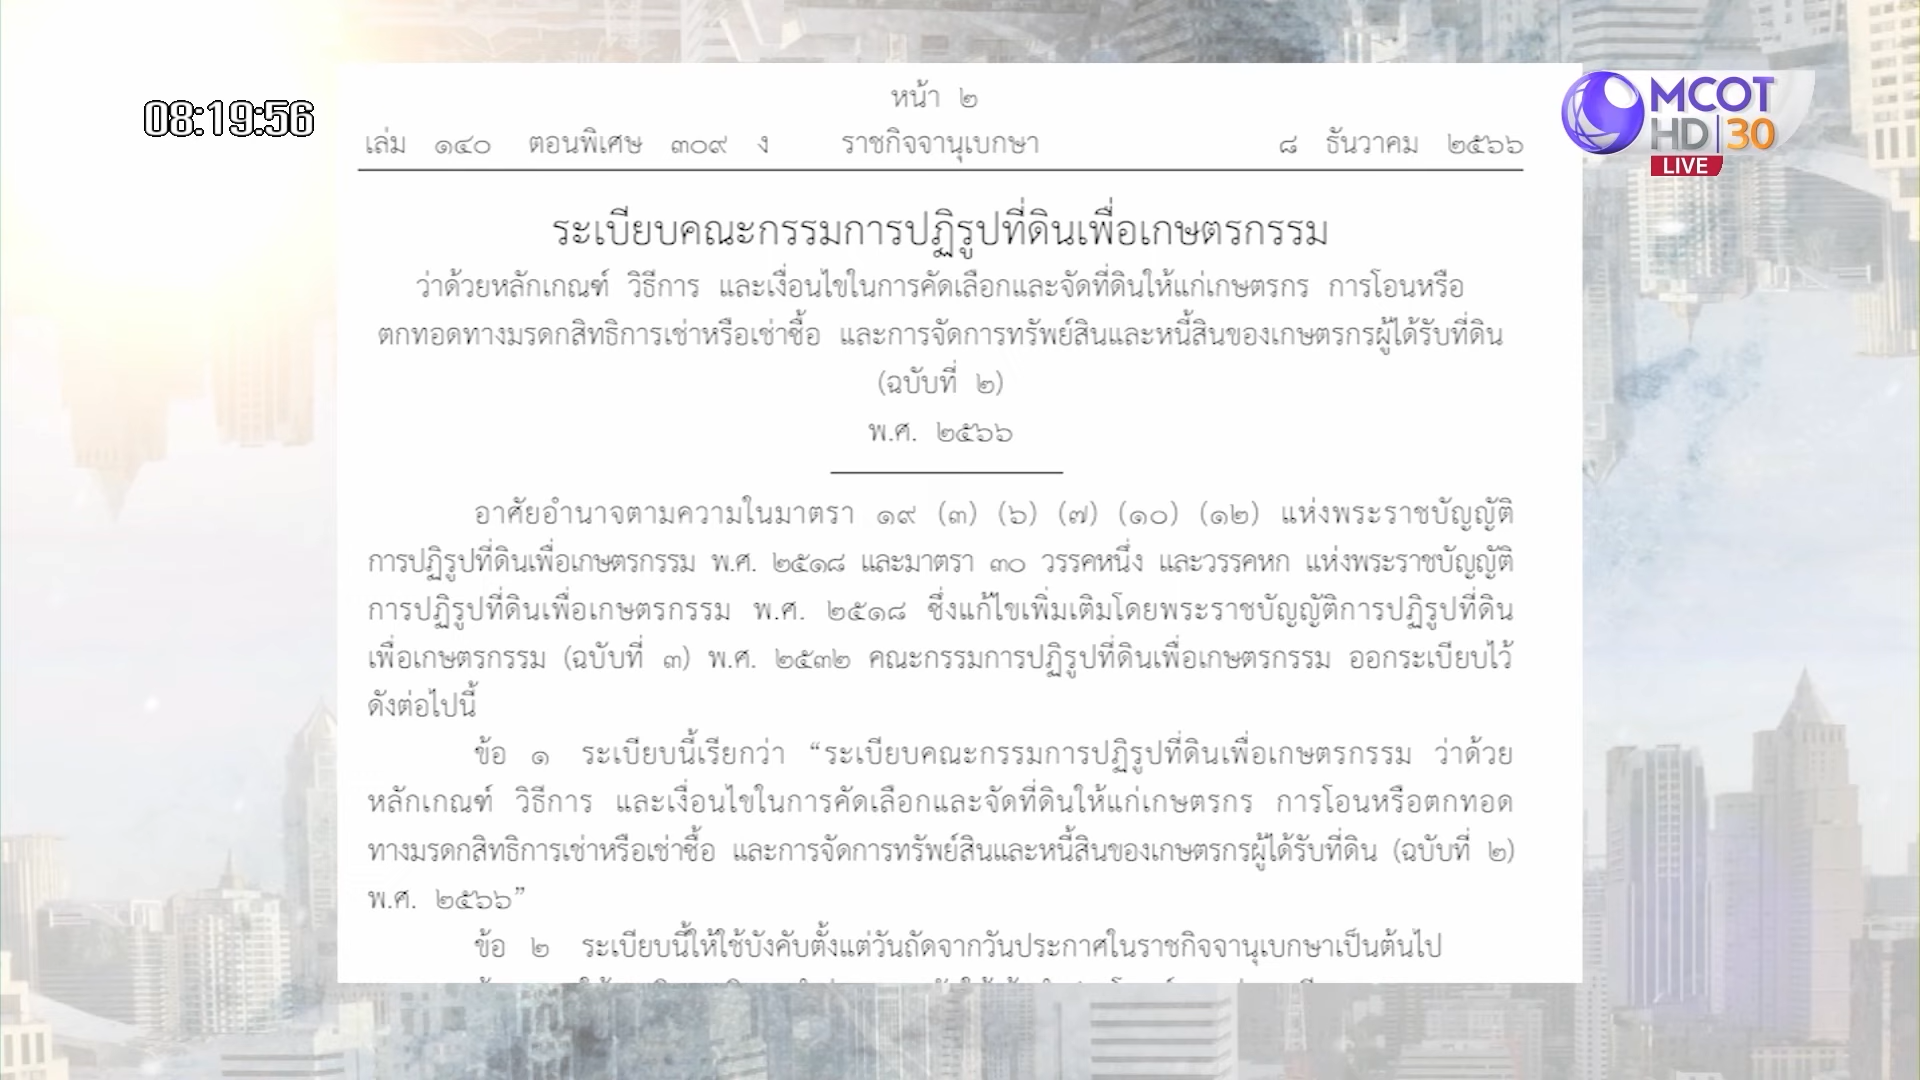 08:19:56
MCOT
HD 30
LIVE
หน้า ๒
เล่ม ๑๔๐ ตอนพิเศษ ๓๐๙ ง ราชกิจจานุเบกษา ๘ ธันวาคม ๒๕๖๖
ระเบียบคณะกรรมการปฏิรูปที่ดินเพื่อเกษตรกรรม
ว่าด้วยหลักเกณฑ์ วิธีการ และเงื่อนไขในการคัดเลือกและจัดที่ดินให้แก่เกษตรกร การโอนหรือ
ตกทอดทางมรดกสิทธิการเช่าหรือเช่าซื้อ และการจัดการทรัพย์สินและหนี้สินของเกษตรกรผู้ได้รับที่ดิน
(ฉบับที่ ๒)
พ.ศ. ๒๕๖๖
อาศัยอำนาจตามความในมาตรา ๑๙ (๓) (๖) (๗) (๑๐) (๑๒) แห่งพระราชบัญญัติ
การปฏิรูปที่ดินเพื่อเกษตรกรรม พ.ศ. ๒๕๑๘ และมาตรา ๓๐ วรรคหนึ่ง และวรรคหก แห่งพระราชบัญญัติ
การปฏิรูปที่ดินเพื่อเกษตรกรรม พ.ศ. ๒๕๑๘ ซึ่งแก้ไขเพิ่มเติมโดยพระราชบัญญัติการปฏิรูปที่ดิน
เพื่อเกษตรกรรม (ฉบับที่ ๓) พ.ศ. ๒๕๓๒ คณะกรรมการปฏิรูปที่ดินเพื่อเกษตรกรรม ออกระเบียบไว้
ดังต่อไปนี้
ข้อ ๑ ระเบียบนี้เรียกว่า “ระเบียบคณะกรรมการปฏิรูปที่ดินเพื่อเกษตรกรรม ว่าด้วย
หลักเกณฑ์ วิธีการ และเงื่อนไขในการคัดเลือกและจัดที่ดินให้แก่เกษตรกร การโอนหรือตกทอด
ทางมรดกสิทธิการเช่าหรือเช่าซื้อ และการจัดการทรัพย์สินและหนี้สินของเกษตรกรผู้ได้รับที่ดิน (ฉบับที่ ๒)
พ.ศ. ๒๕๖๖”
ข้อ ๒ ระเบียบนี้ให้ใช้บังคับตั้งแต่วันถัดจากวันประกาศในราชกิจจานุเบกษาเป็นต้นไป